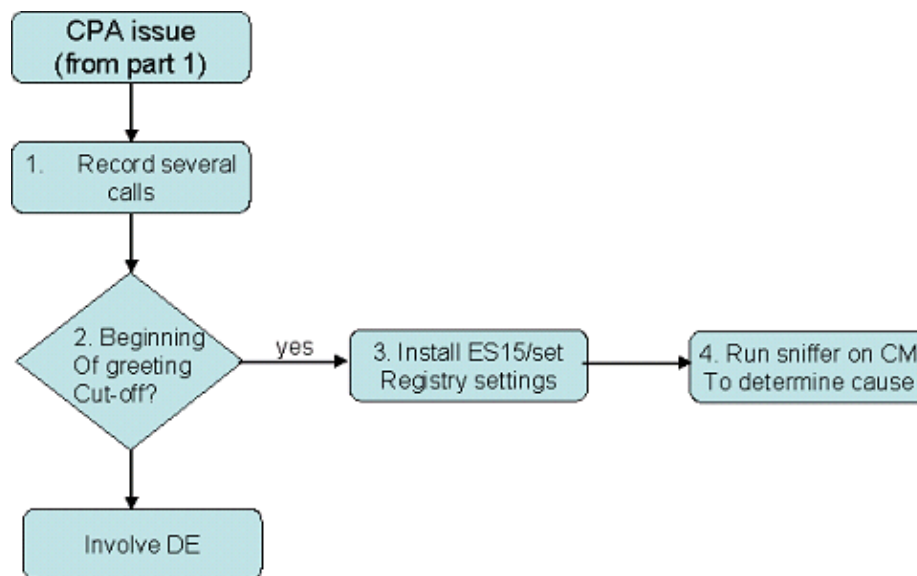 CPA issue
(from part 1)
1. Record several
calls
2. Beginning
Of greeting
Cut-off?
yes
3. Install ES15/set
Registry settings
4. Run sniffer on CM
To determine cause
Involve DE